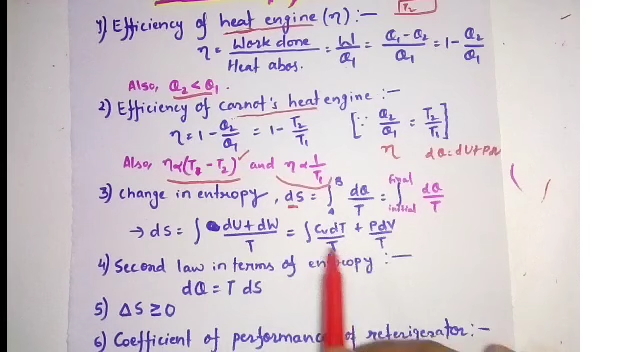 T₂
1) Efficiency of heat engine (η) :—
η = Work done / Heat abos. = W / Q₁ = Q₁ - Q₂ / Q₁ = 1 - Q₂ / Q₁
Also, Q₂ < Q₁.
2) Efficiency of carnot's heat engine :—
η = 1 - Q₂ / Q₁ = 1 - T₂ / T₁ [∵ Q₂ / Q₁ = T₂ / T₁]
η dQ = dU + PdV
Also, η ∝ (T₁ - T₂) ✓ and η ∝ 1 / T₁
3) change in entropy, dS = ∫_A^B dQ / T = ∫_initial^final dQ / T
→ dS = ∫ dU + dW / T = ∫ CvdT / T + PdV / T
4) Second law in terms of entropy :—
dQ = T dS
5) ΔS ≥ 0
6) Coefficient of performance of reterigerator :-